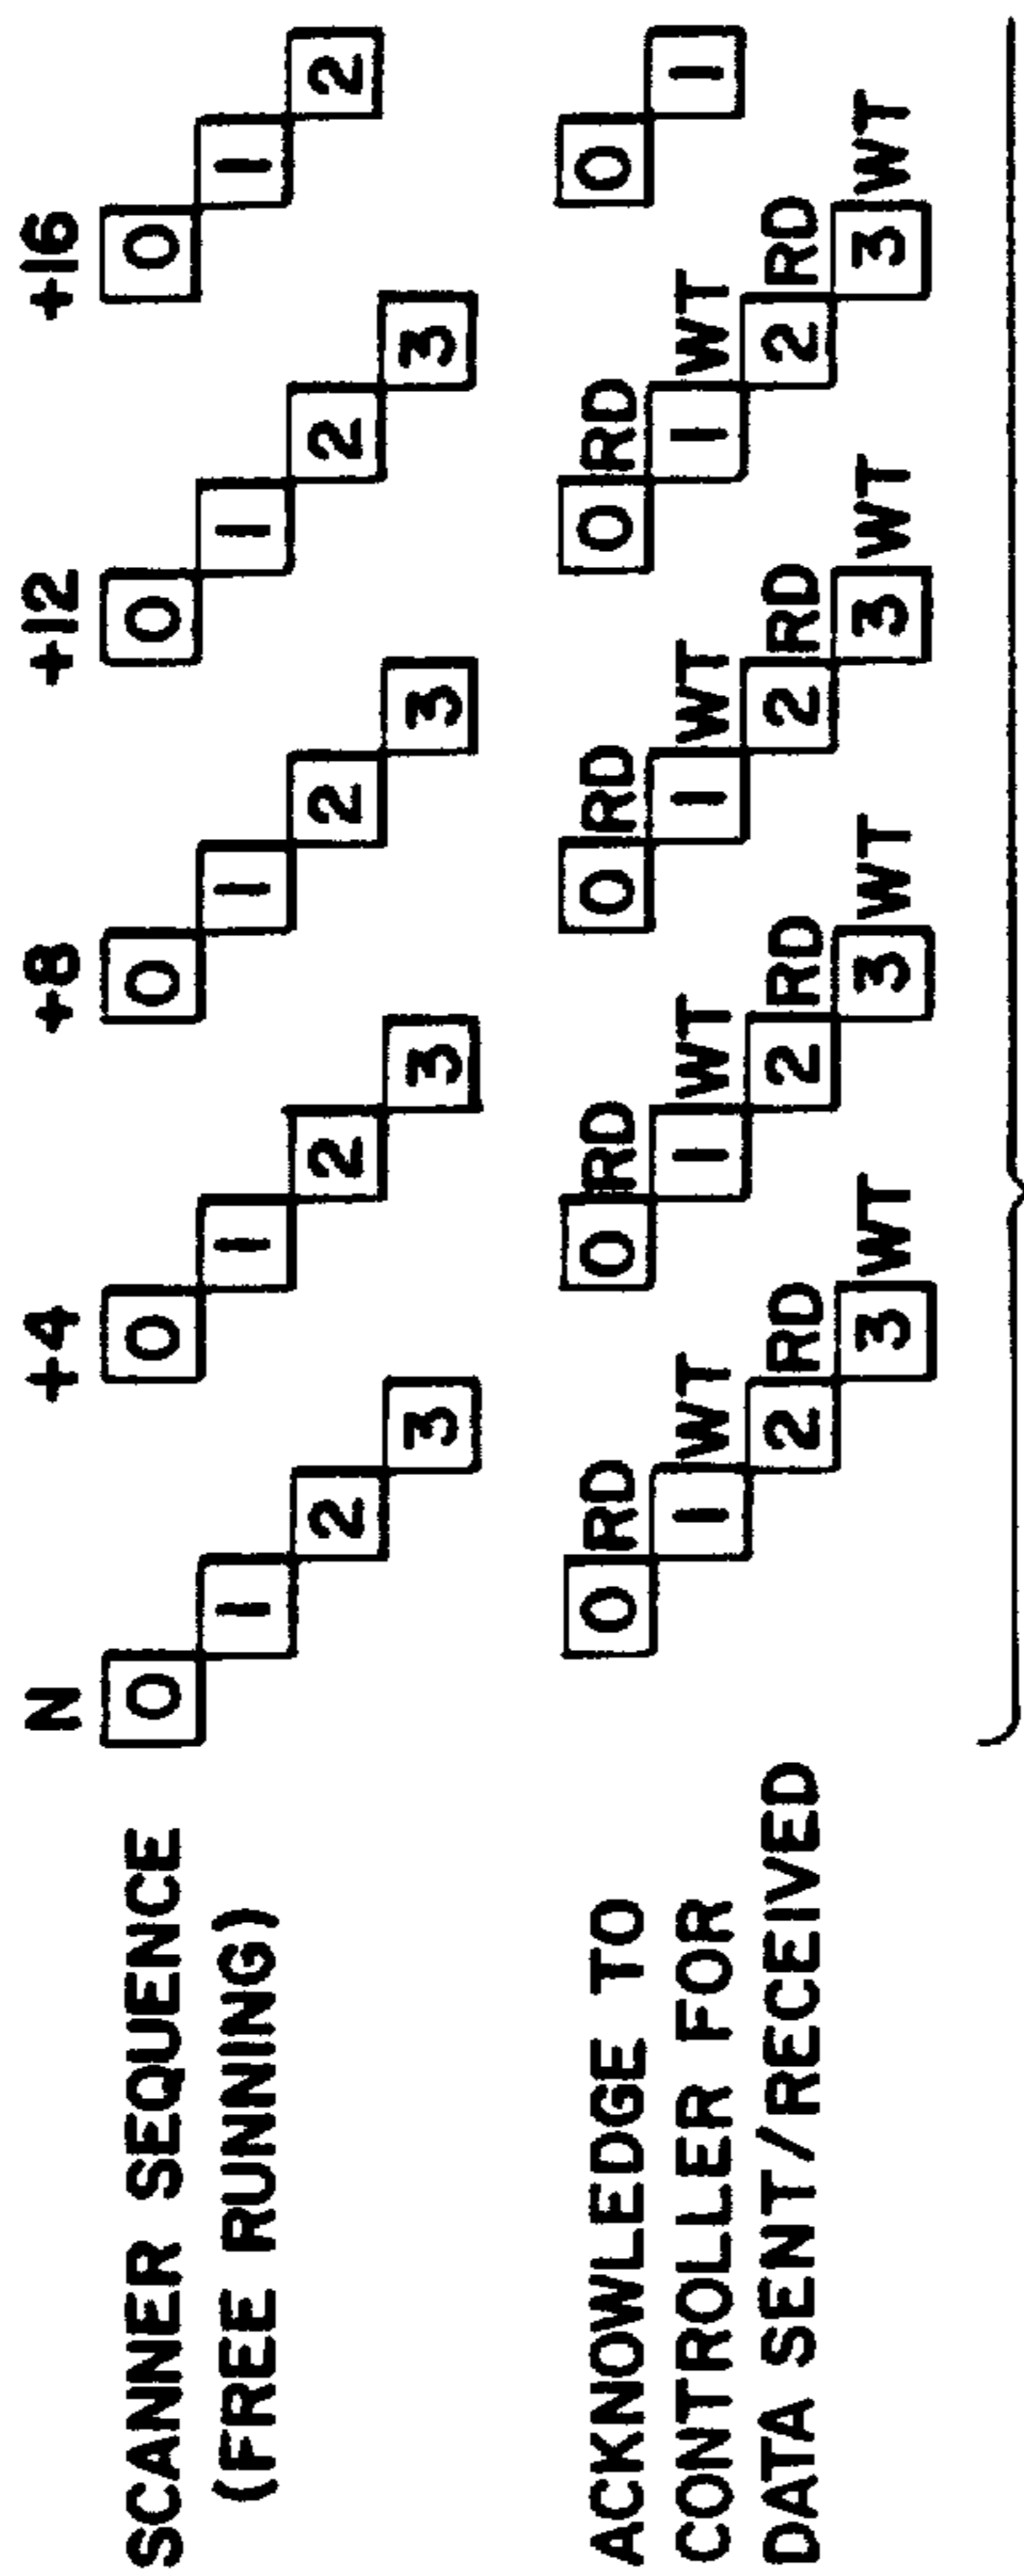 N +4 +8 +12 +16
SCANNER SEQUENCE 0 0 0 0 0
(FREE RUNNING) 1 1 1 1 1
2 2 2 2 2
3 3 3 3
ACKNOWLEDGE TO 0 RD 0 RD 0 RD 0 RD 0
CONTROLLER FOR 1 WT 1 WT 1 WT 1 WT 1
DATA SENT/RECEIVED 2 RD 2 RD 2 RD 2 RD
3 WT 3 WT 3 WT 3 WT